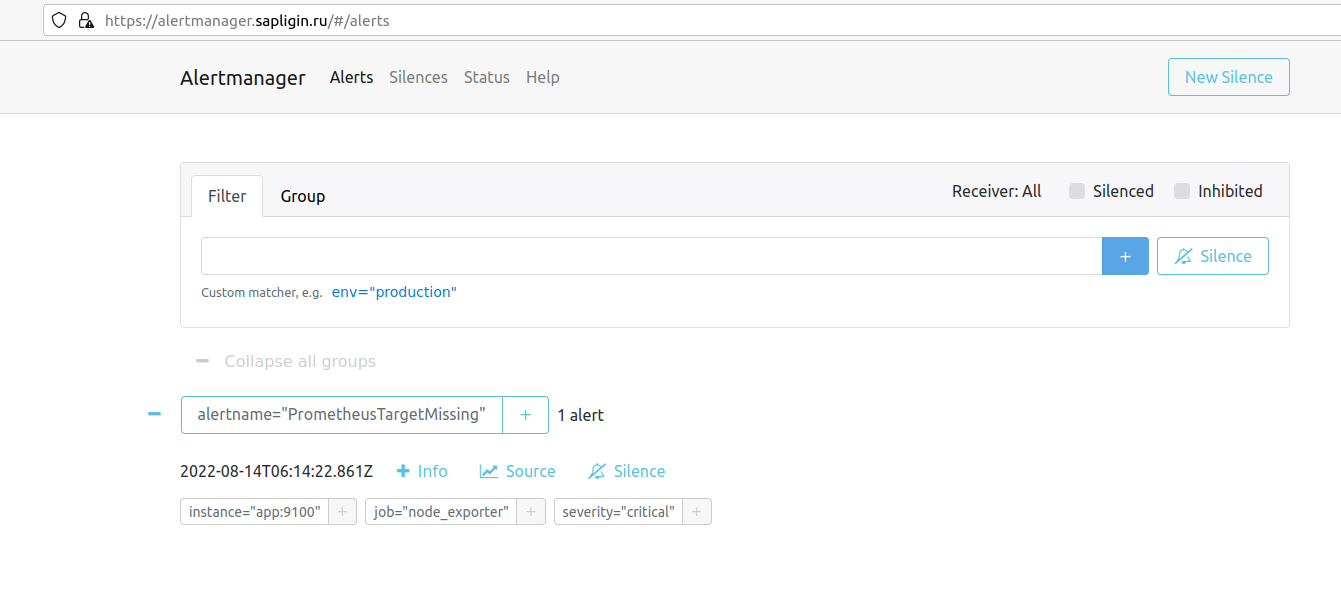 https://alertmanager.sapligin.ru/#/alerts
Alertmanager Alerts Silences Status Help New Silence
Filter Group Receiver: All Silenced Inhibited
+ Silence
Custom matcher, e.g. env="production"
Collapse all groups
alertname="PrometheusTargetMissing" + 1 alert
2022-08-14T06:14:22.861Z + Info Source Silence
instance="app:9100" + job="node_exporter" + severity="critical" +